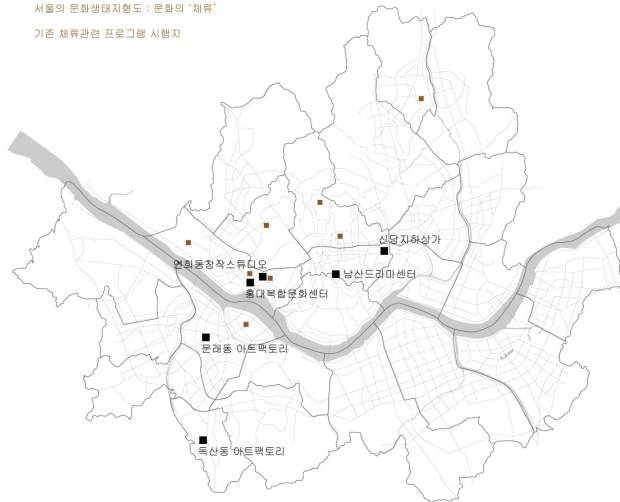 서울의 문화생태지형도 : 문화의 '체류'
기존 체류관련 프로그램 시행지
신당지하상가
연희동창작스튜디오
남산드라마센터
홍대복합문화센터
문래동 아트팩토리
독산동 아트팩토리